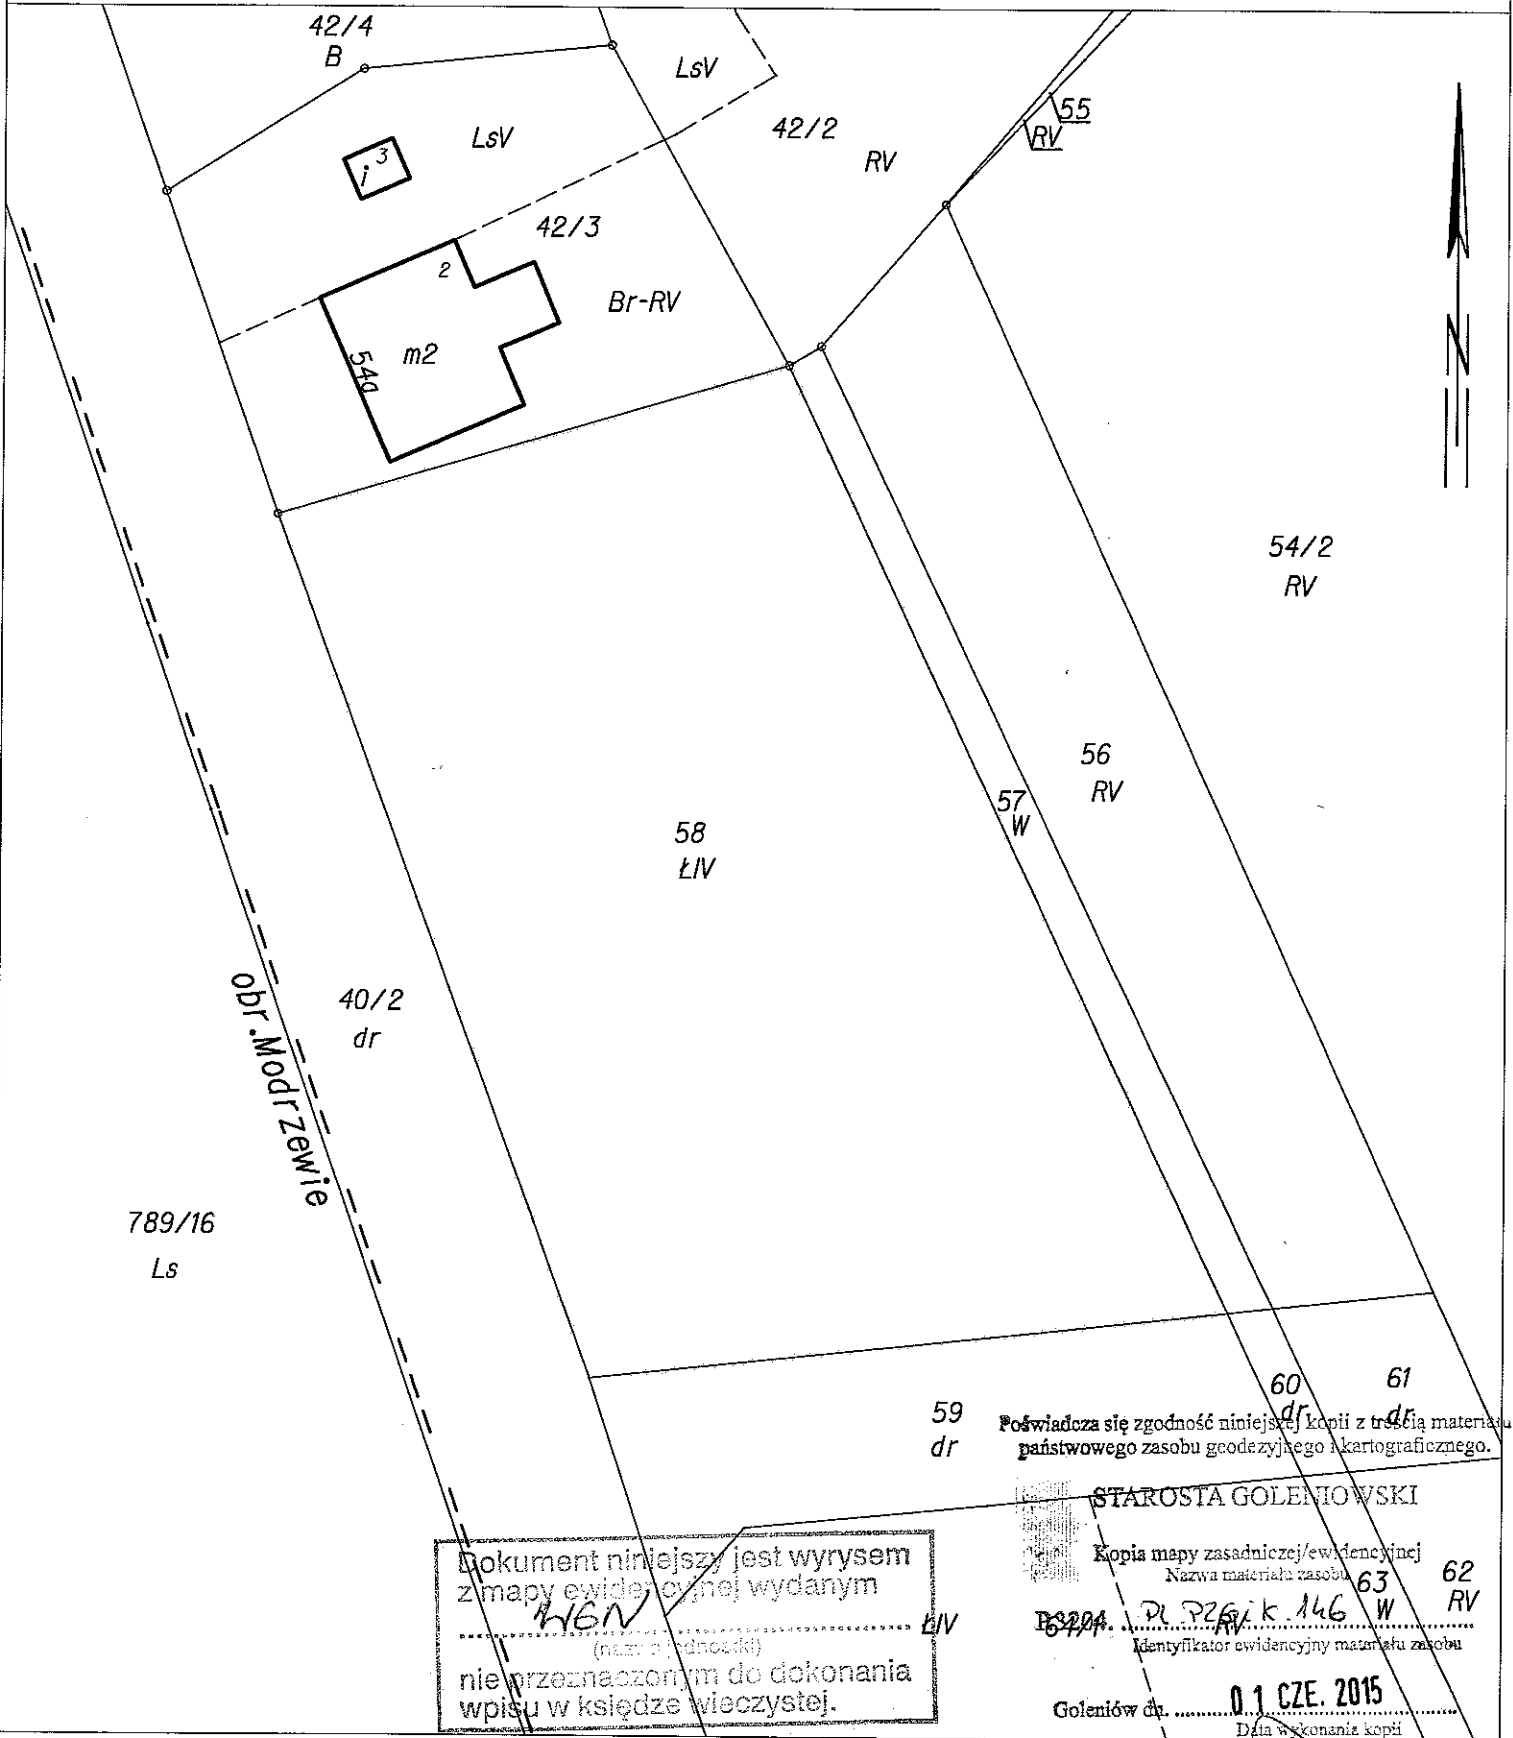 42/4
B
LsV
55
42/2
LsV
RV
3
RV
i
42/3
2
Br-RV
m2
54a
54/2
RV
56
RV
57
W
58
ŁIV
obr.Modrzewie
40/2
dr
789/16
Ls
N
60
61
59
dr
dr
dr
Poświadcza się zgodność niniejszej kopii z treścią materiału
państwowego zasobu geodezyjnego i kartograficznego.
STAROSTA GOLENIOWSKI
Dokument niniejszy jest wyrysem
z mapy ewidencyjnej wydanym
WGN
(nazwa jednostki)
nie przeznaczonym do dokonania
wpisu w księdze wieczystej.
Kopia mapy zasadniczej/ewidencyjnej
Nazwa materiału zasobu
63
W
62
RV
ŁIV
P.3204.
RV
Identyfikator ewidencyjny materiału zasobu
Goleniów dn. 01 CZE. 2015
Data wykonania kopii